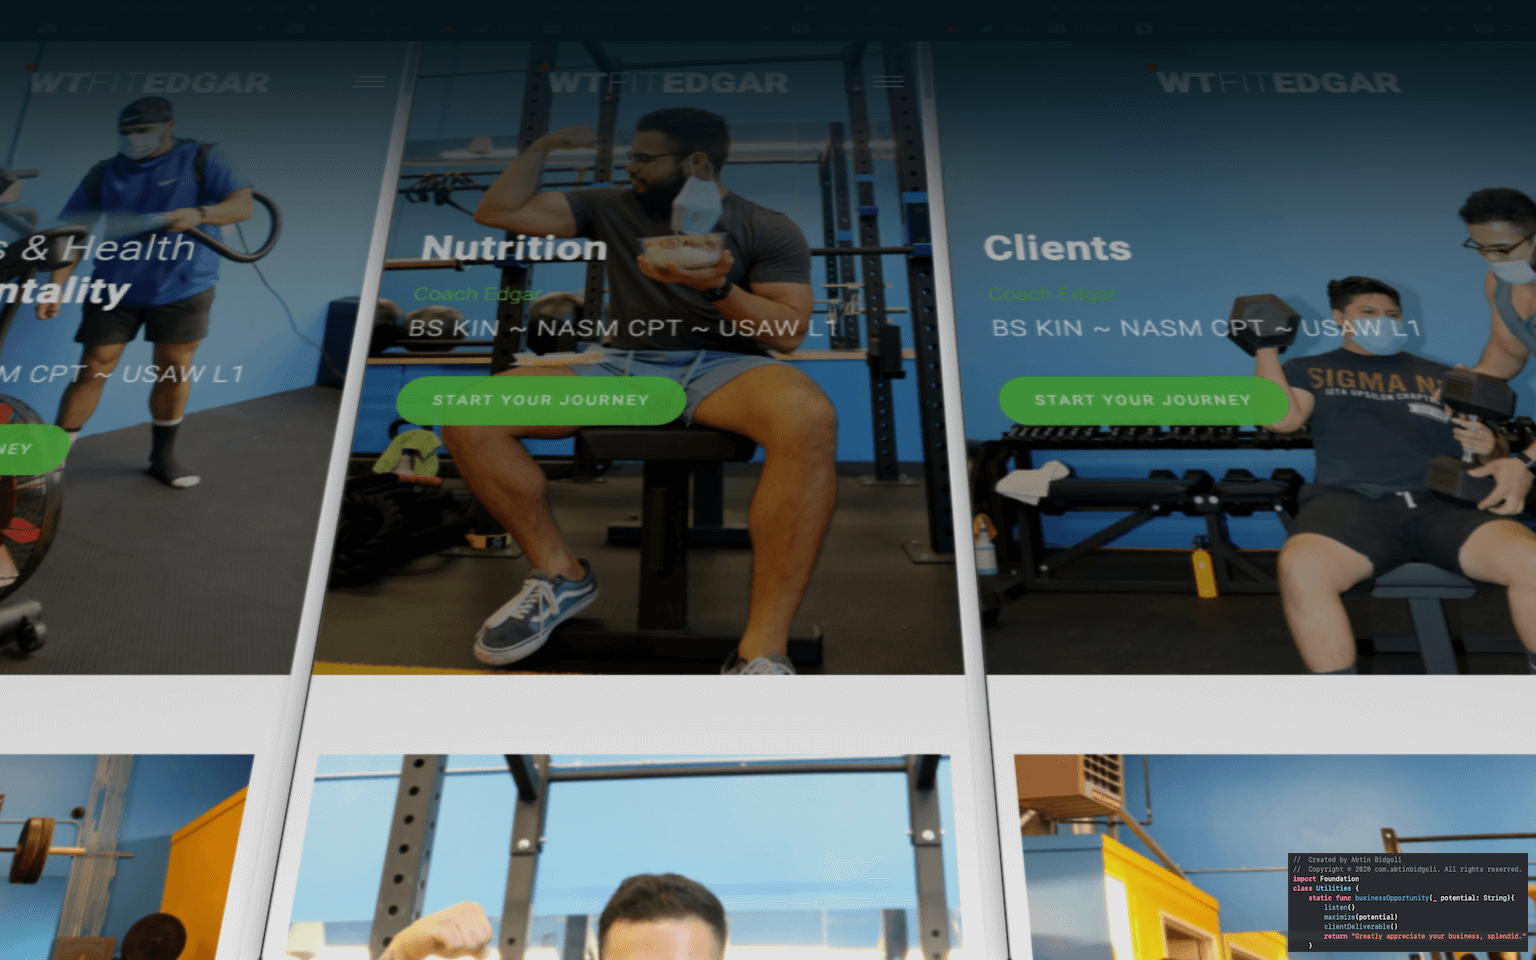 WTFITEDGAR
s & Health
ntality
M CPT ~ USAW L1
NEY
WTFITEDGAR
Nutrition
Coach Edgar
BS KIN ~ NASM CPT ~ USAW L1
START YOUR JOURNEY
WTFITEDGAR
Clients
Coach Edgar
BS KIN ~ NASM CPT ~ USAW L1
START YOUR JOURNEY
SIGMA N
IOTA UPSILON CHAPT
// Created by Abtin Bidgoli
// Copyright © 2020 com.abtinbidgoli. All rights reserved.
import Foundation
class Utilities {
static func businessOpportunity(_ potential: String){
listen()
maximize(potential)
clientDeliverable()
return "Greatly appreciate your business, splendid."
}